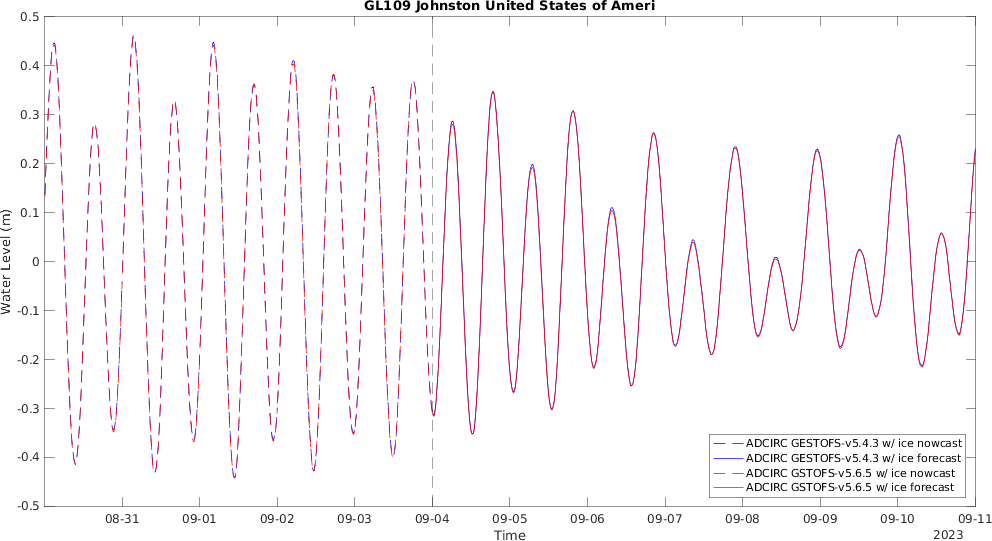 GL109 Johnston United States of Ameri
0.5
0.4
0.3
0.2
0.1
0
-0.1
-0.2
-0.3
-0.4
-0.5
Water Level (m)
ADCIRC GESTOFS-v5.4.3 w/ ice nowcast
ADCIRC GESTOFS-v5.4.3 w/ ice forecast
ADCIRC GSTOFS-v5.6.5 w/ ice nowcast
ADCIRC GSTOFS-v5.6.5 w/ ice forecast
08-31 09-01 09-02 09-03 09-04 09-05 09-06 09-07 09-08 09-09 09-10 09-11
Time
2023